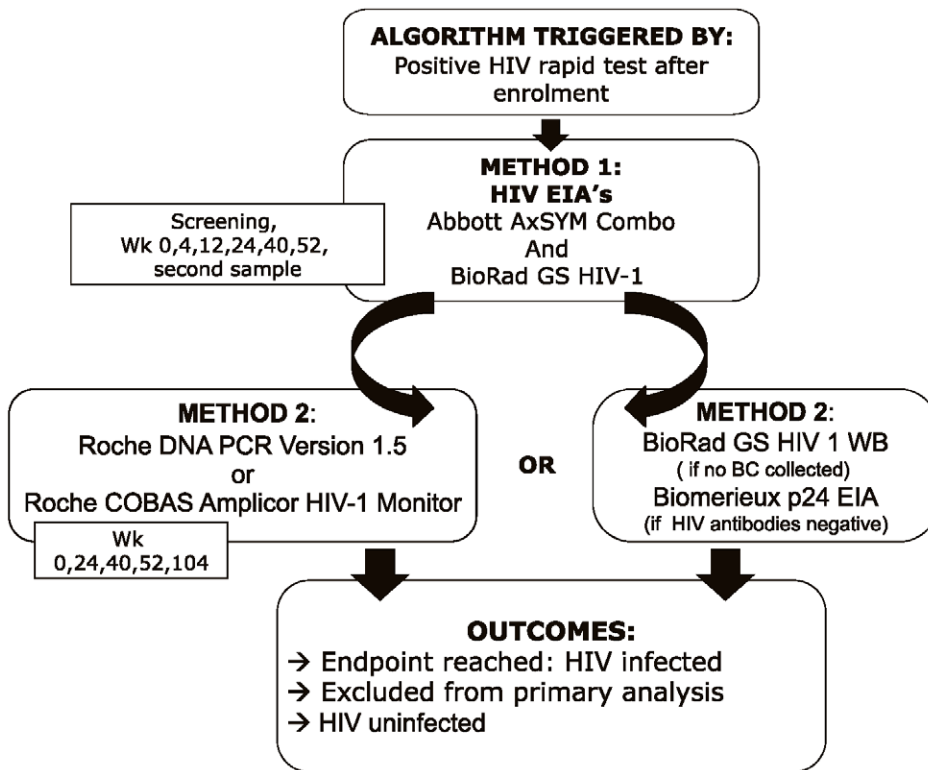 ALGORITHM TRIGGERED BY:
Positive HIV rapid test after
enrolment
METHOD 1:
HIV EIA's
Abbott AxSYM Combo
And
BioRad GS HIV-1
Screening,
Wk 0,4,12,24,40,52,
second sample
METHOD 2:
Roche DNA PCR Version 1.5
or
Roche COBAS Amplicor HIV-1 Monitor
Wk
0,24,40,52,104
OR
METHOD 2:
BioRad GS HIV 1 WB
( if no BC collected)
Biomerieux p24 EIA
(if HIV antibodies negative)
OUTCOMES:
→ Endpoint reached: HIV infected
→ Excluded from primary analysis
→ HIV uninfected